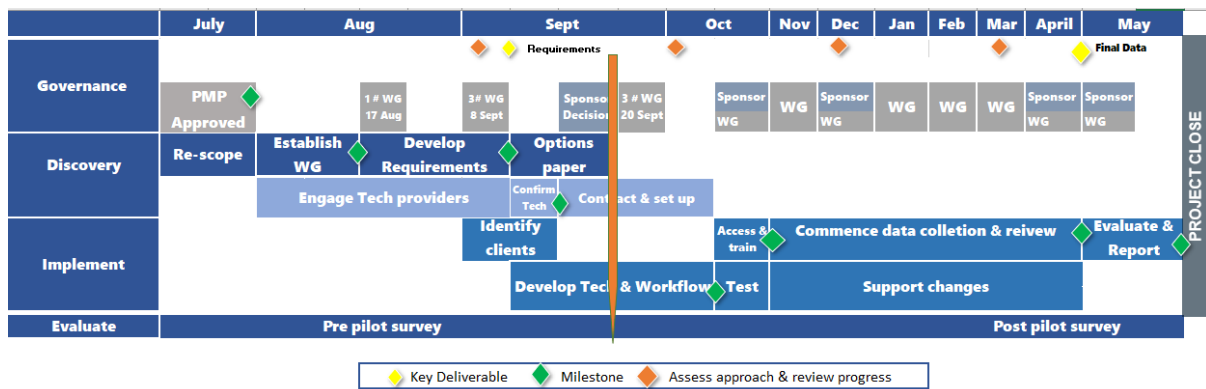 July Aug Sept Oct Nov Dec Jan Feb Mar April May
Governance
Requirements
Final Data
PMP
Approved
1 # WG
17 Aug
3# WG
8 Sept
Sponsor
Decision
3 # WG
20 Sept
Sponsor
WG
WG
Sponsor
WG
WG
WG
WG
Sponsor
WG
Sponsor
WG
Discovery
Re-scope
Establish
WG
Develop
Requirements
Options
paper
Engage Tech providers
Confirm
Tech
Contract & set up
Implement
Identify
clients
Access &
train
Commence data colletion & reivew
Evaluate &
Report
Develop Tech & Workflow
Test
Support changes
Evaluate
Pre pilot survey
Post pilot survey
PROJECT CLOSE
Key Deliverable
Milestone
Assess approach & review progress